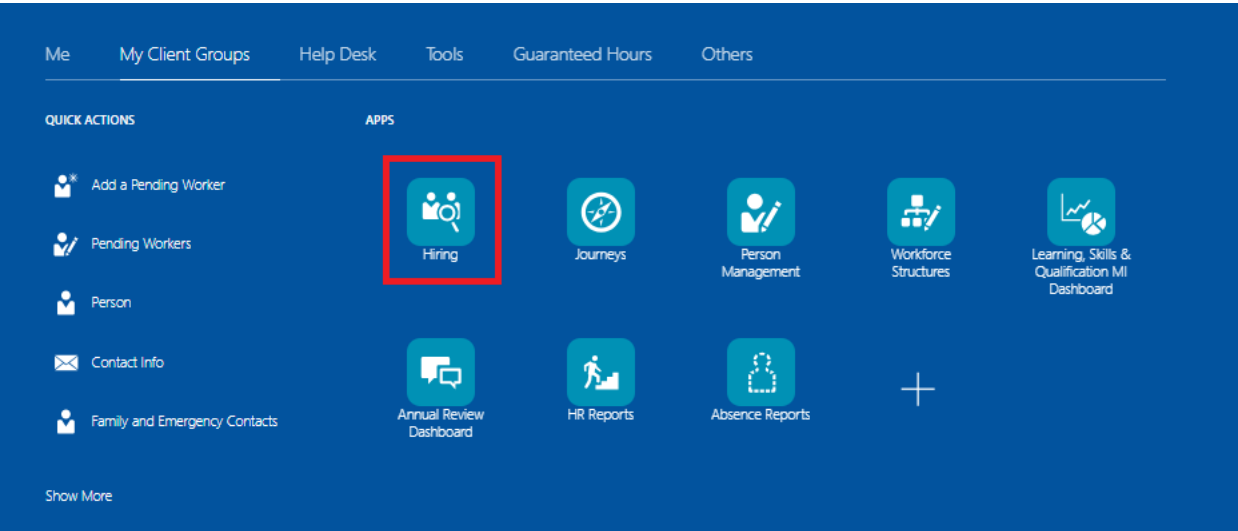 Me My Client Groups Help Desk Tools Guaranteed Hours Others
QUICK ACTIONS
Add a Pending Worker
Pending Workers
Person
Contact Info
Family and Emergency Contacts
Show More
APPS
Hiring
Journeys
Person
Management
Workforce
Structures
Learning, Skills &
Qualification MI
Dashboard
Annual Review
Dashboard
HR Reports
Absence Reports